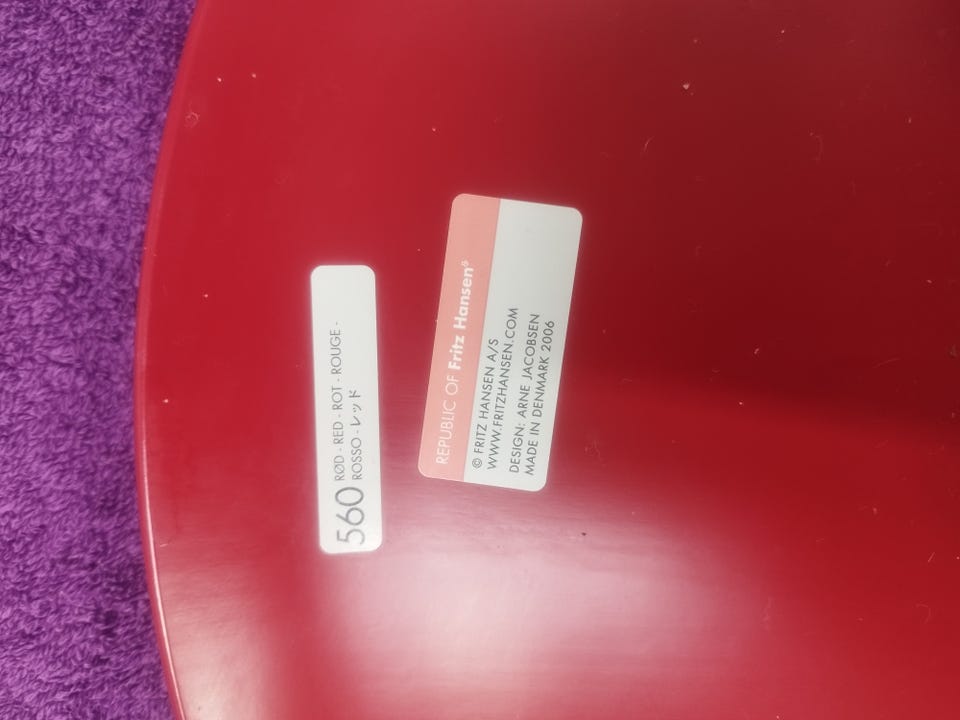 560 RØD - RED - ROT - ROUGE -
ROSSO - レッド
REPUBLIC OF Fritz Hansen®
© FRITZ HANSEN A/S
WWW.FRITZHANSEN.COM
DESIGN: ARNE JACOBSEN
MADE IN DENMARK 2006